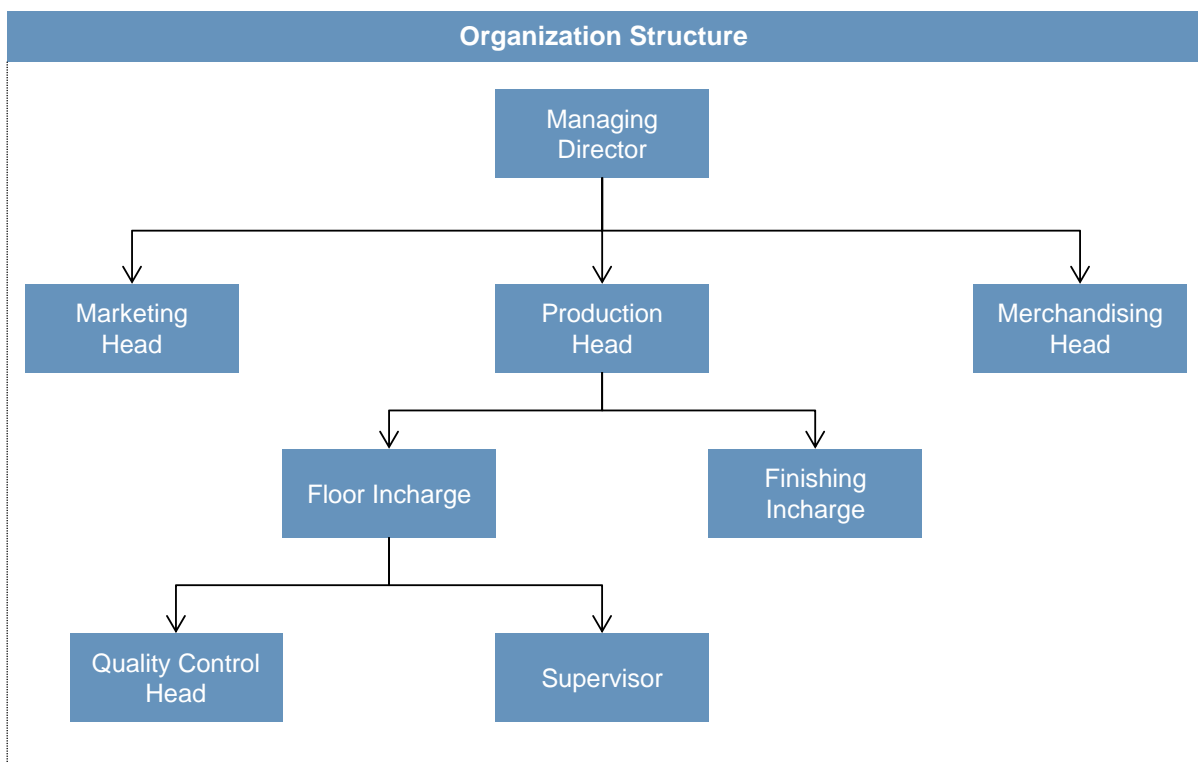 Organization Structure
Managing
Director
Marketing
Head
Production
Head
Merchandising
Head
Floor Incharge
Finishing
Incharge
Quality Control
Head
Supervisor